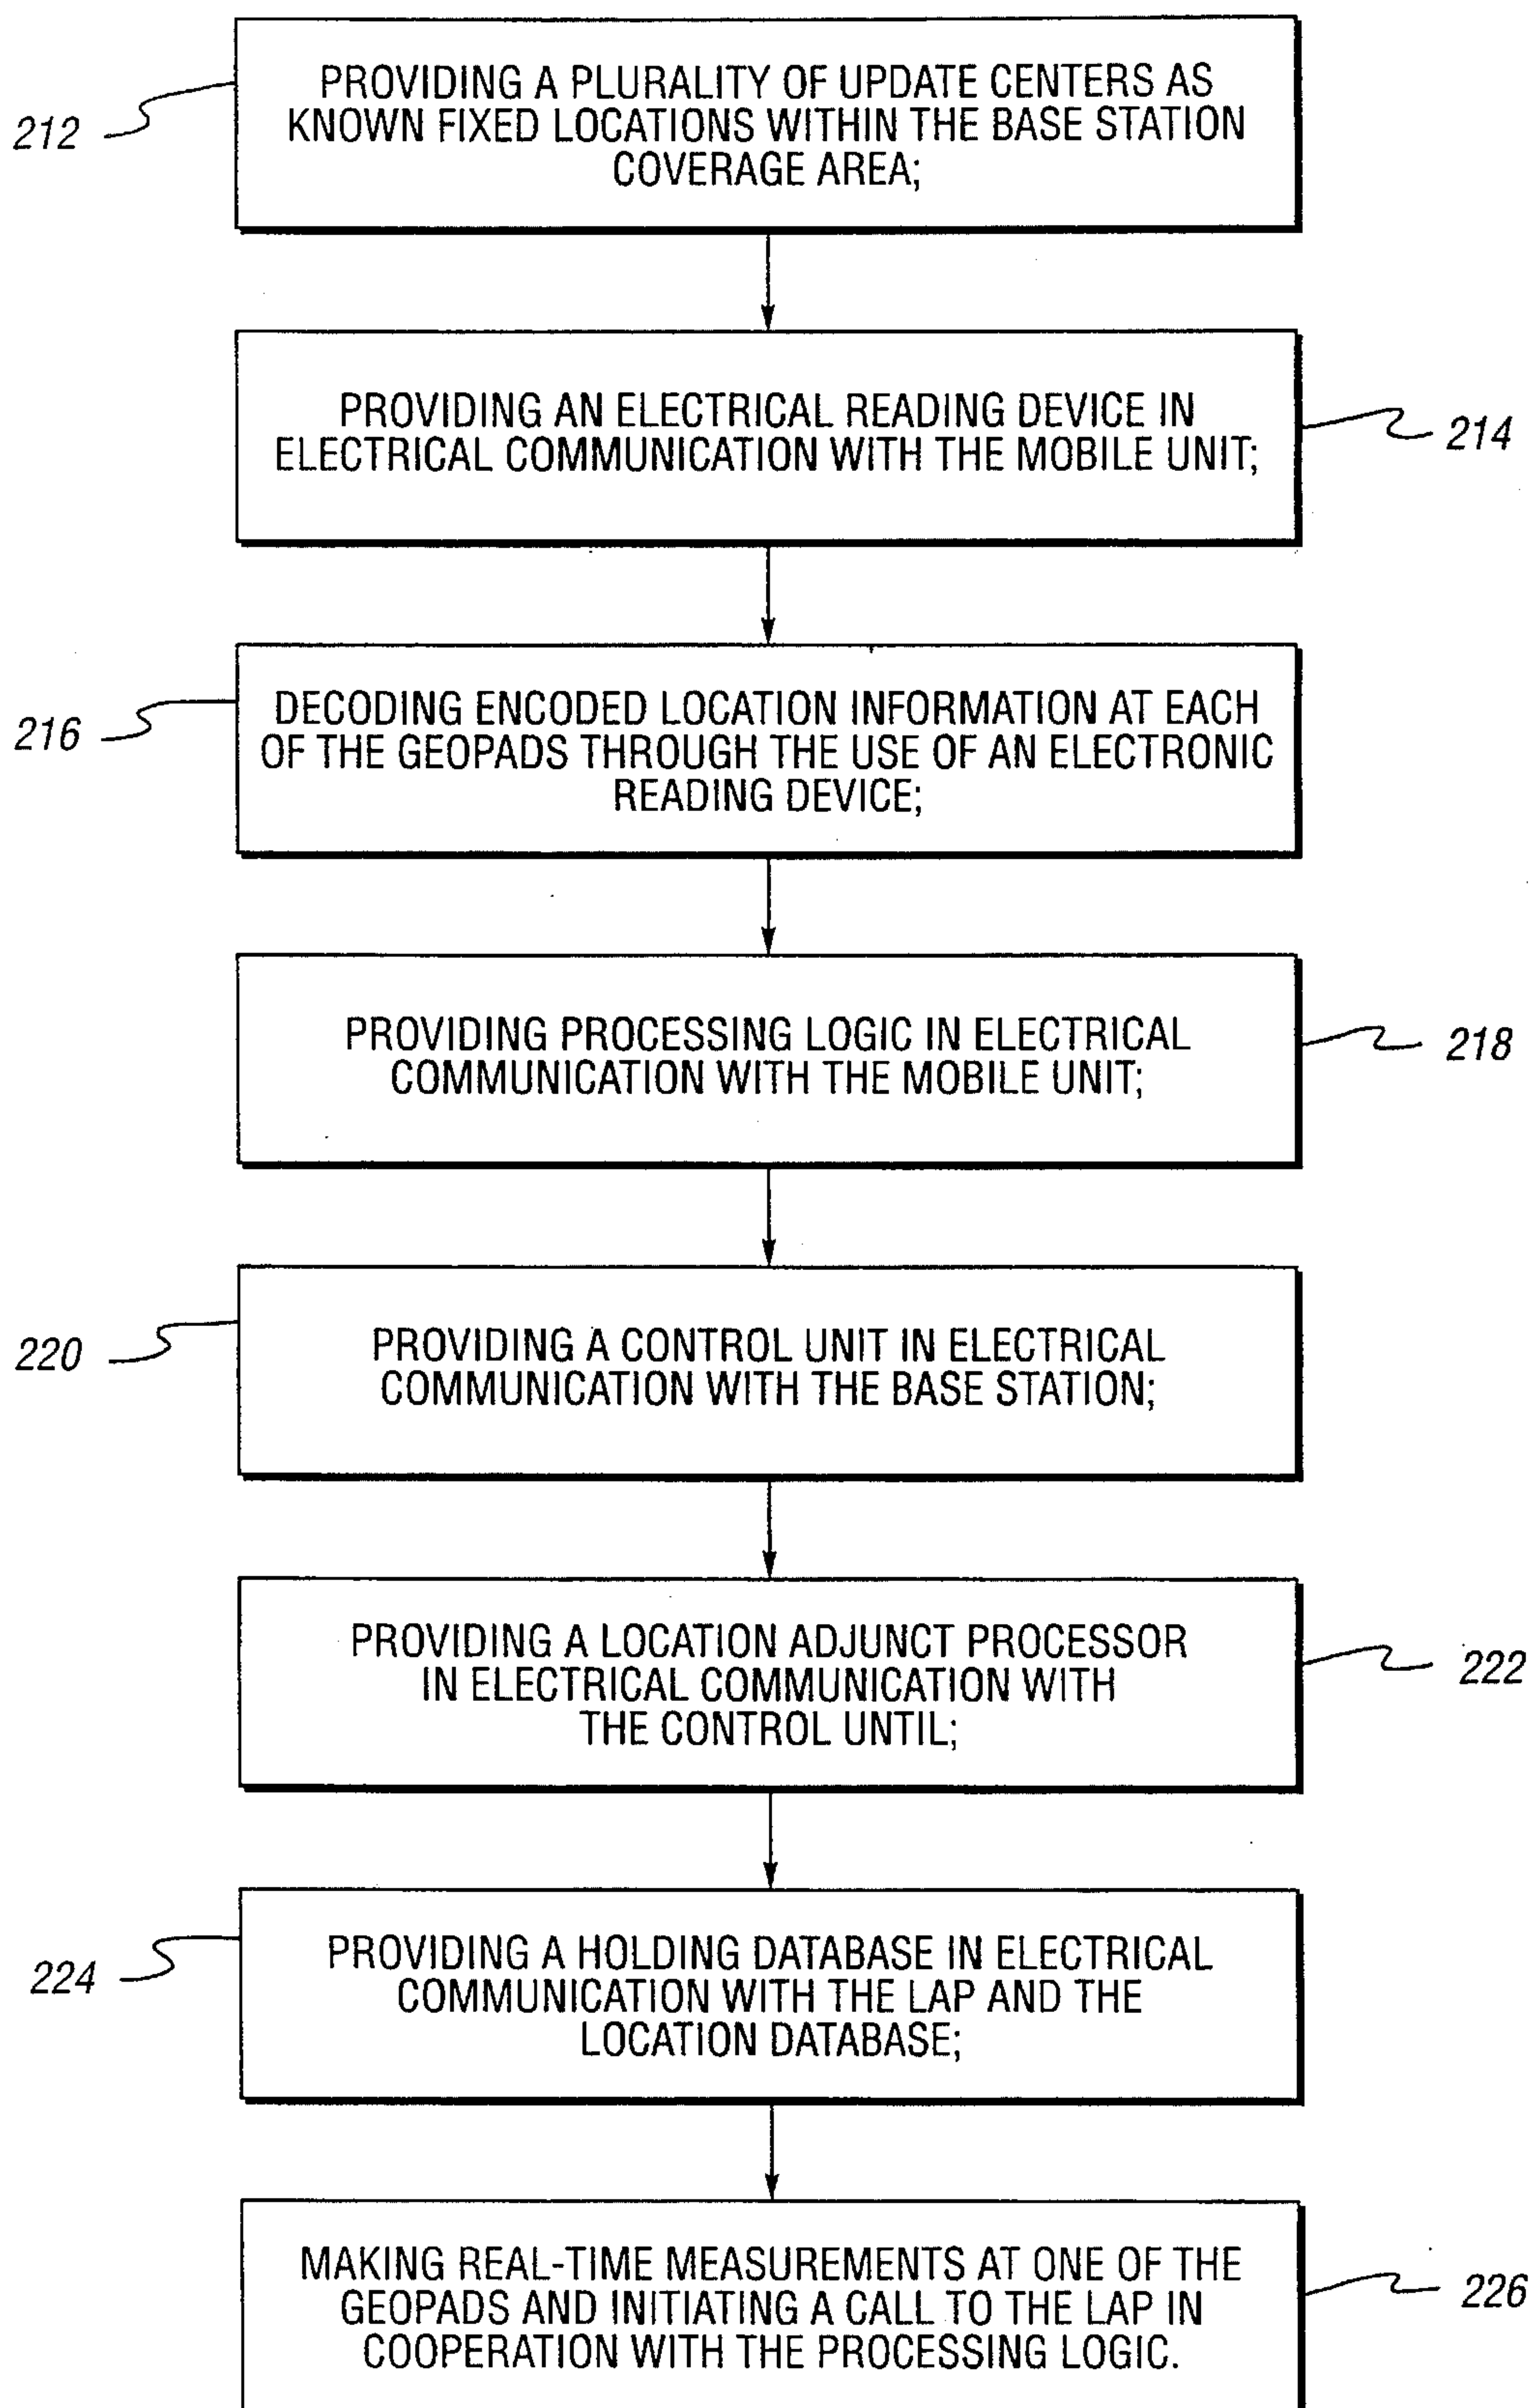 212
PROVIDING A PLURALITY OF UPDATE CENTERS AS
KNOWN FIXED LOCATIONS WITHIN THE BASE STATION
COVERAGE AREA;
PROVIDING AN ELECTRICAL READING DEVICE IN
ELECTRICAL COMMUNICATION WITH THE MOBILE UNIT;
214
216
DECODING ENCODED LOCATION INFORMATION AT EACH
OF THE GEOPADS THROUGH THE USE OF AN ELECTRONIC
READING DEVICE;
PROVIDING PROCESSING LOGIC IN ELECTRICAL
COMMUNICATION WITH THE MOBILE UNIT;
218
220
PROVIDING A CONTROL UNIT IN ELECTRICAL
COMMUNICATION WITH THE BASE STATION;
PROVIDING A LOCATION ADJUNCT PROCESSOR
IN ELECTRICAL COMMUNICATION WITH
THE CONTROL UNTIL;
222
224
PROVIDING A HOLDING DATABASE IN ELECTRICAL
COMMUNICATION WITH THE LAP AND THE
LOCATION DATABASE;
MAKING REAL-TIME MEASUREMENTS AT ONE OF THE
GEOPADS AND INITIATING A CALL TO THE LAP IN
COOPERATION WITH THE PROCESSING LOGIC.
226